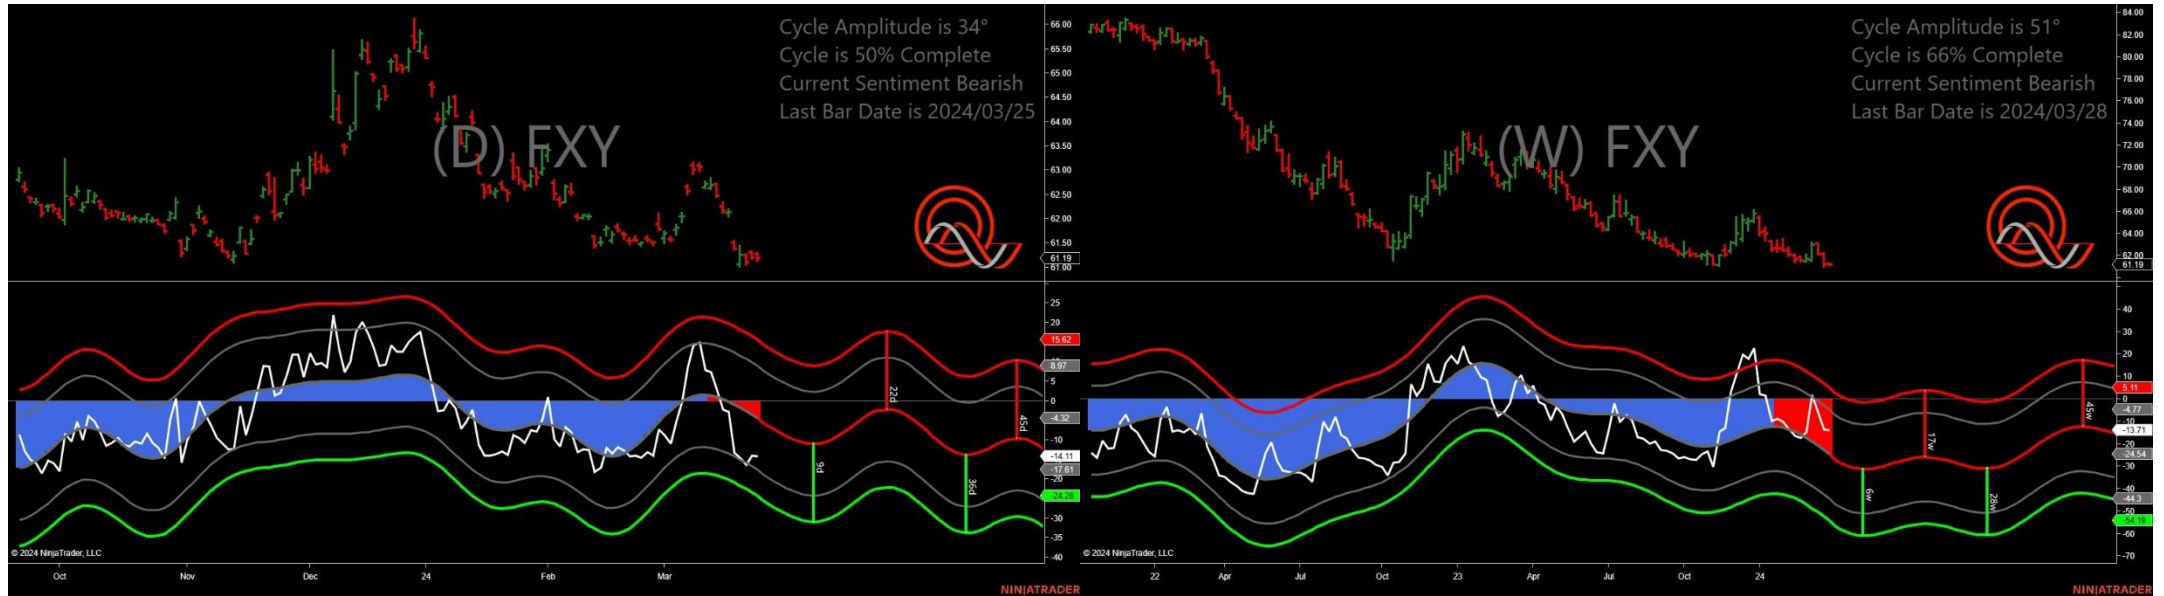 Cycle Amplitude is 34°
Cycle is 50% Complete
Current Sentiment Bearish
Last Bar Date is 2024/03/25
(D) FXY
66.00
65.50
65.00
64.50
64.00
63.50
63.00
62.50
62.00
61.50
61.19
61.00
25
20
15.62
8.97
5
0
-4.32
-10
-14.11
-17.61
-20
-24.26
-30
-35
-40
9d
22d
36d
45d
© 2024 NinjaTrader, LLC
Oct Nov Dec 24 Feb Mar
NINJATRADER
Cycle Amplitude is 51°
Cycle is 66% Complete
Current Sentiment Bearish
Last Bar Date is 2024/03/28
(W) FXY
84.00
82.00
80.00
78.00
76.00
74.00
72.00
70.00
68.00
66.00
64.00
62.00
61.19
40
30
20
10
5.11
0
-4.77
-13.71
-20
-24.54
-30
-40
-44.3
-50
-54.19
-60
-70
6w
17w
28w
45w
© 2024 NinjaTrader, LLC
22 Apr Jul Oct 23 Apr Jul Oct 24
NINJATRADER